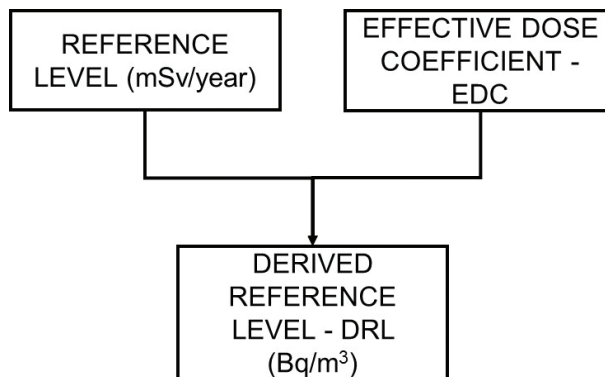 REFERENCE
LEVEL (mSv/year)
EFFECTIVE DOSE
COEFFICIENT -
EDC
DERIVED
REFERENCE
LEVEL - DRL
(Bq/m³)